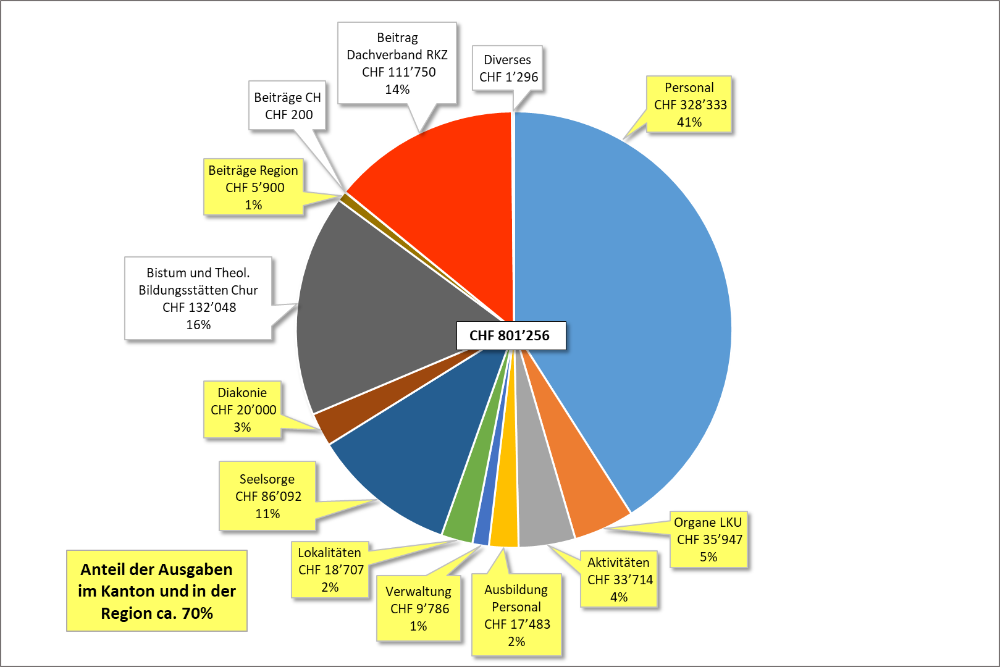 Beitrag
Dachverband RKZ
CHF 111’750
14%
Diverses
CHF 1’296
Personal
CHF 328’333
41%
Beiträge CH
CHF 200
Beiträge Region
CHF 5’900
1%
Bistum und Theol.
Bildungsstätten Chur
CHF 132’048
16%
CHF 801’256
Diakonie
CHF 20’000
3%
Seelsorge
CHF 86’092
11%
Organe LKU
CHF 35’947
5%
Lokalitäten
CHF 18’707
2%
Aktivitäten
CHF 33’714
4%
Verwaltung
CHF 9’786
1%
Ausbildung
Personal
CHF 17’483
2%
Anteil der Ausgaben
im Kanton und in der
Region ca. 70%